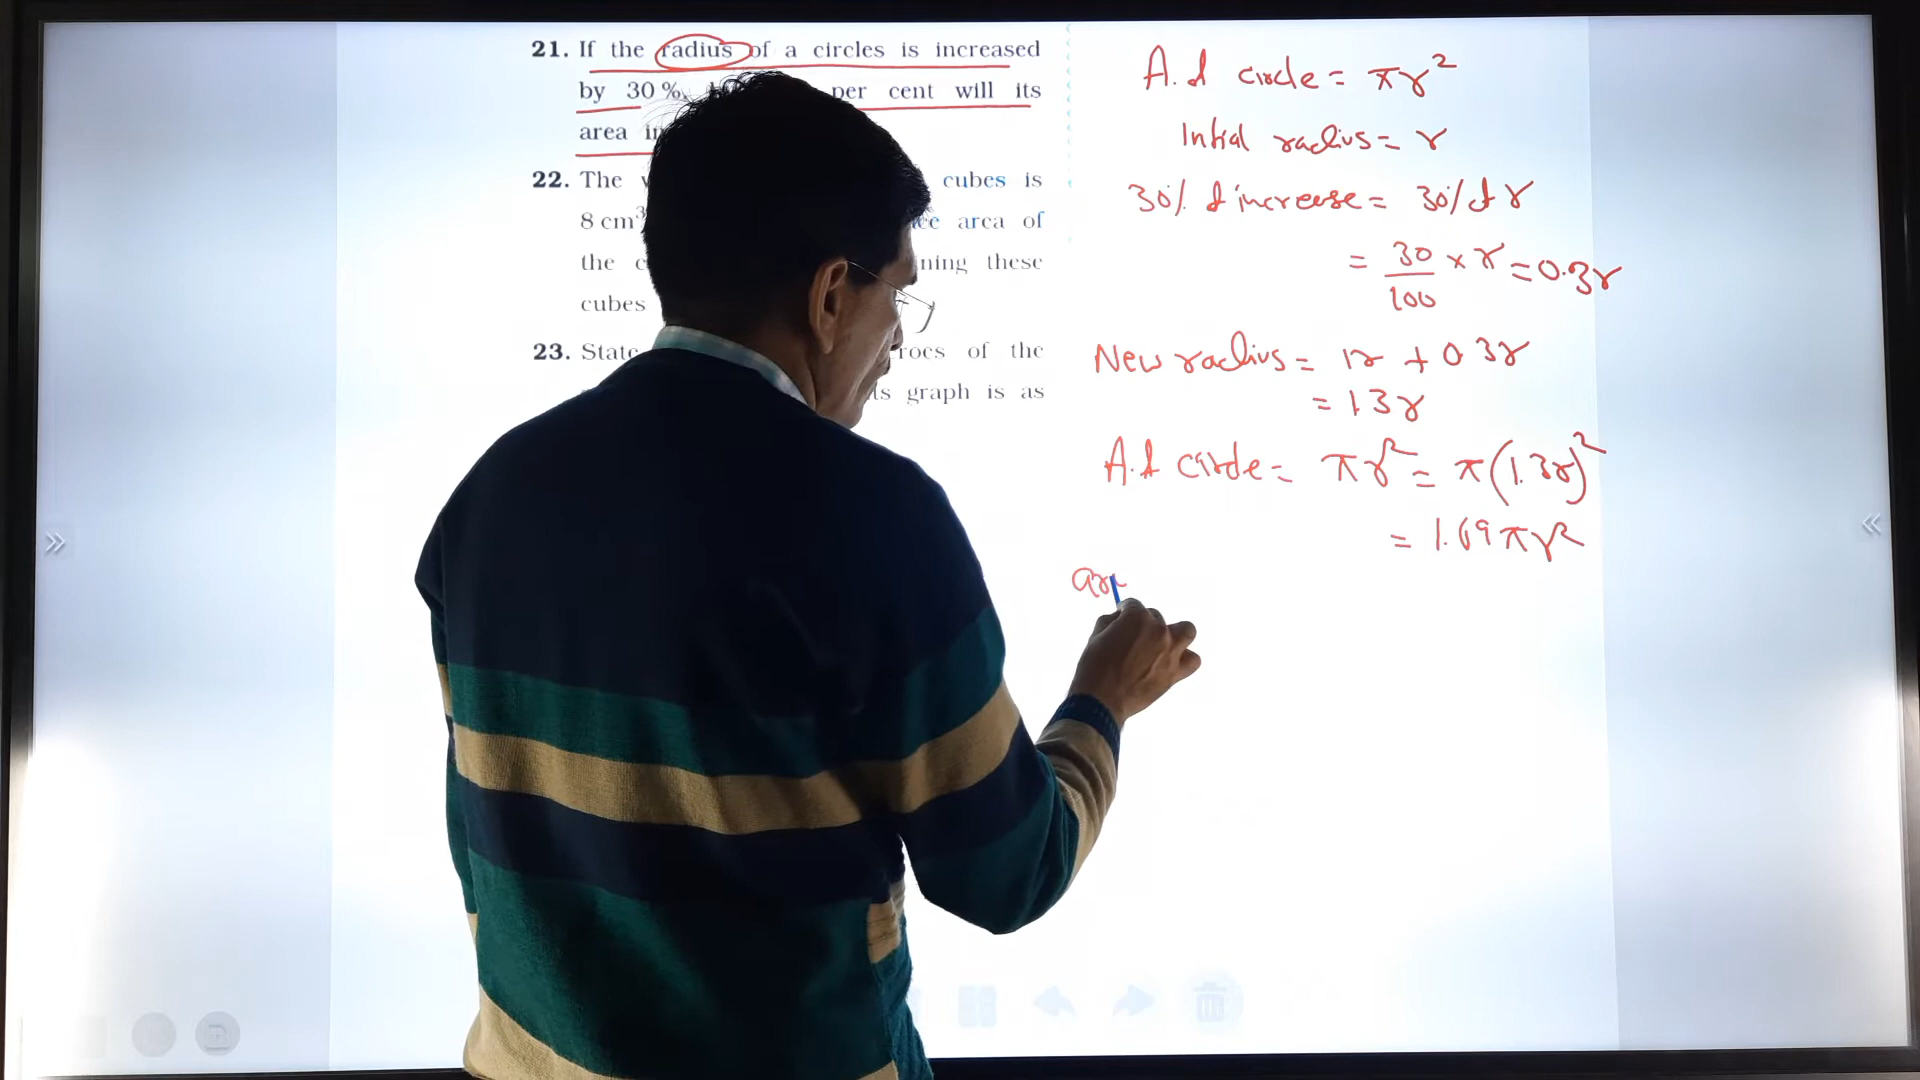 21. If the radius of a circles is increased
by 30 %, per cent will its
area in
22. The cubes is
8 cm³ area of
the ning these
cubes
23. State roes of the
ts graph is as
A. of circle = πr²
Initial radius = r
30% of increase = 30% of r
= 30/100 × r = 0.3r
New radius = 1r + 0.3r
= 1.3r
A. of circle = πr² = π(1.3r)²
= 1.69πr²
are